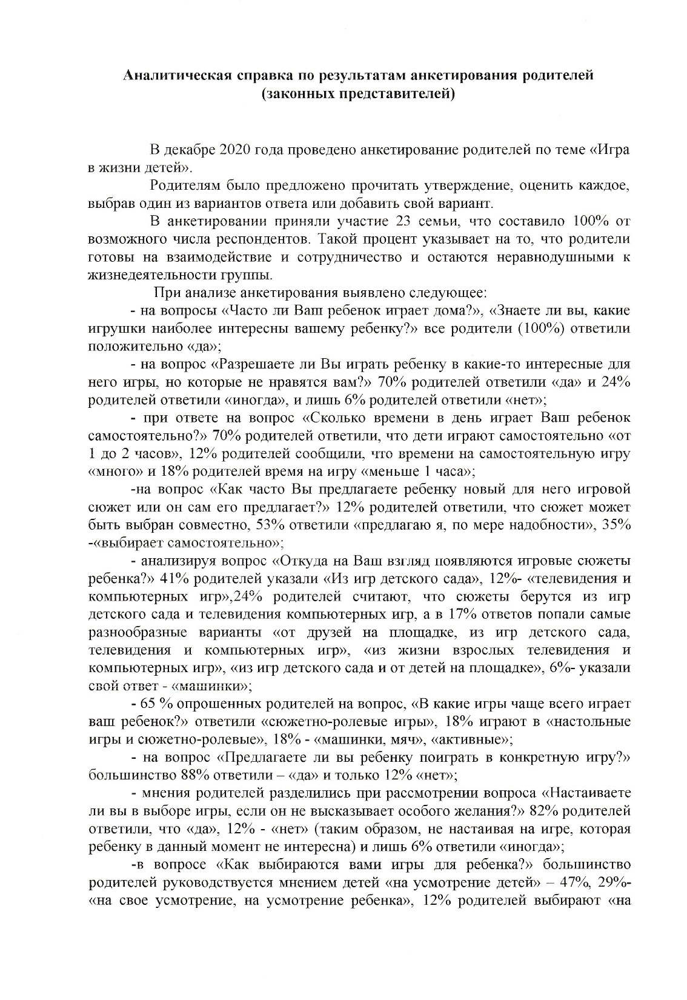 Аналитическая справка по результатам анкетирования родителей
(законных представителей)
В декабре 2020 года проведено анкетирование родителей по теме «Игра
в жизни детей».
Родителям было предложено прочитать утверждение, оценить каждое,
выбрав один из вариантов ответа или добавить свой вариант.
В анкетировании приняли участие 23 семьи, что составило 100% от
возможного числа респондентов. Такой процент указывает на то, что родители
готовы на взаимодействие и сотрудничество и остаются неравнодушными к
жизнедеятельности группы.
При анализе анкетирования выявлено следующее:
- на вопросы «Часто ли Ваш ребенок играет дома?», «Знаете ли вы, какие
игрушки наиболее интересны вашему ребенку?» все родители (100%) ответили
положительно «да»;
- на вопрос «Разрешаете ли Вы играть ребенку в какие-то интересные для
него игры, но которые не нравятся вам?» 70% родителей ответили «да» и 24%
родителей ответили «иногда», и лишь 6% родителей ответили «нет»;
- при ответе на вопрос «Сколько времени в день играет Ваш ребенок
самостоятельно?» 70% родителей ответили, что дети играют самостоятельно «от
1 до 2 часов», 12% родителей сообщили, что времени на самостоятельную игру
«много» и 18% родителей время на игру «меньше 1 часа»;
-на вопрос «Как часто Вы предлагаете ребенку новый для него игровой
сюжет или он сам его предлагает?» 12% родителей ответили, что сюжет может
быть выбран совместно, 53% ответили «предлагаю я, по мере надобности», 35%
-«выбирает самостоятельно»;
- анализируя вопрос «Откуда на Ваш взгляд появляются игровые сюжеты
ребенка?» 41% родителей указали «Из игр детского сада», 12%- «телевидения и
компьютерных игр»,24% родителей считают, что сюжеты берутся из игр
детского сада и телевидения компьютерных игр, а в 17% ответов попали самые
разнообразные варианты «от друзей на площадке, из игр детского сада,
телевидения и компьютерных игр», «из жизни взрослых телевидения и
компьютерных игр», «из игр детского сада и от детей на площадке», 6%- указали
свой ответ - «машинки»;
- 65 % опрошенных родителей на вопрос, «В какие игры чаще всего играет
ваш ребенок?» ответили «сюжетно-ролевые игры», 18% играют в «настольные
игры и сюжетно-ролевые», 18% - «машинки, мяч», «активные»;
- на вопрос «Предлагаете ли вы ребенку поиграть в конкретную игру?»
большинство 88% ответили – «да» и только 12% «нет»;
- мнения родителей разделились при рассмотрении вопроса «Настаиваете
ли вы в выборе игры, если он не высказывает особого желания?» 82% родителей
ответили, что «да», 12% - «нет» (таким образом, не настаивая на игре, которая
ребенку в данный момент не интересна) и лишь 6% ответили «иногда»;
-в вопросе «Как выбираются вами игры для ребенка?» большинство
родителей руководствуется мнением детей «на усмотрение детей» – 47%, 29%-
«на свое усмотрение, на усмотрение ребенка», 12% родителей выбирают «на